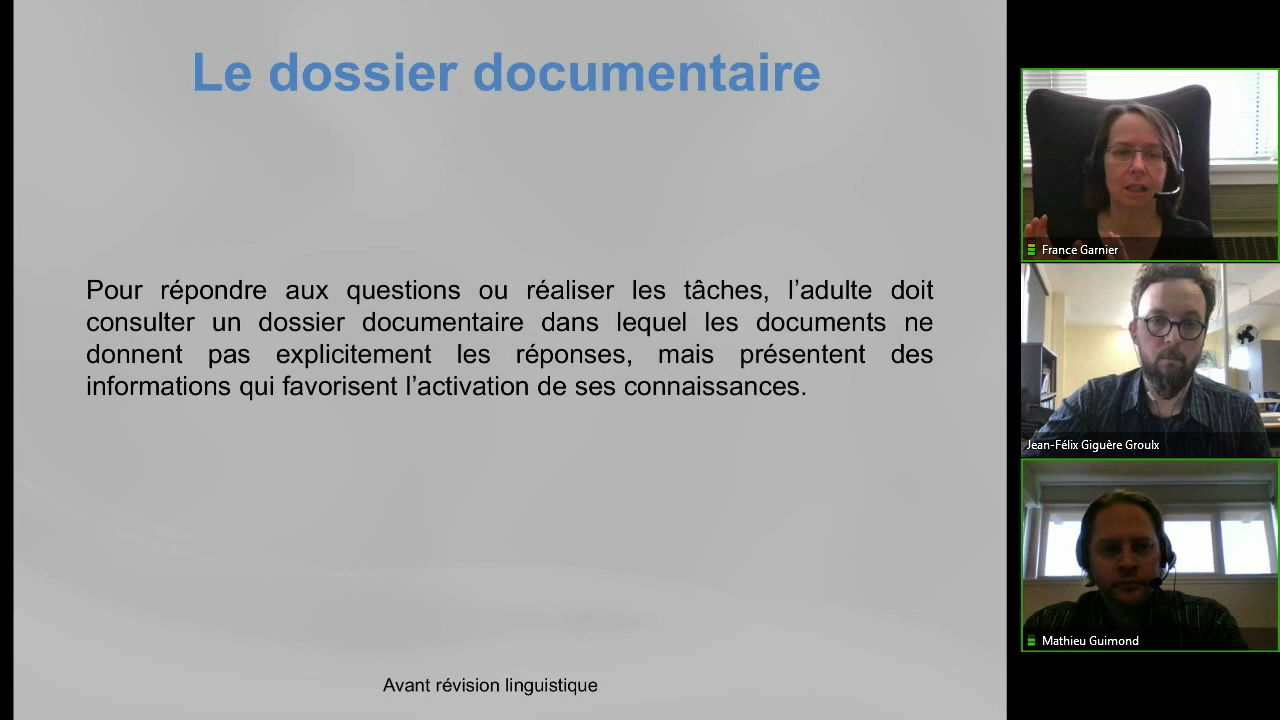 Le dossier documentaire
Pour répondre aux questions ou réaliser les tâches, l’adulte doit
consulter un dossier documentaire dans lequel les documents ne
donnent pas explicitement les réponses, mais présentent des
informations qui favorisent l’activation de ses connaissances.
Avant révision linguistique
France Garnier
Jean-Félix Giguère Groulx
Mathieu Guimond